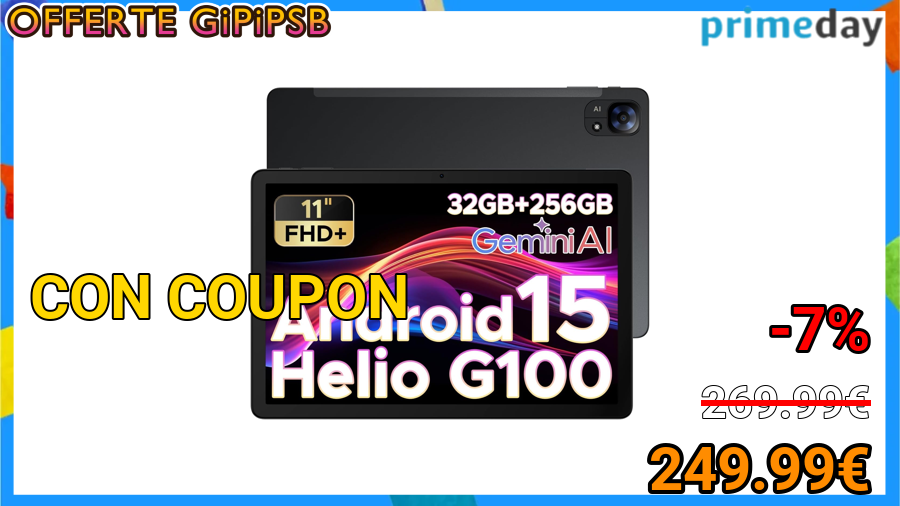 OFFERTE GiPiPSB
primeday
AI
11"
FHD+
32GB+256GB
Gemini AI
CON COUPON
Android 15
Helio G100
-7%
269.99€
249.99€